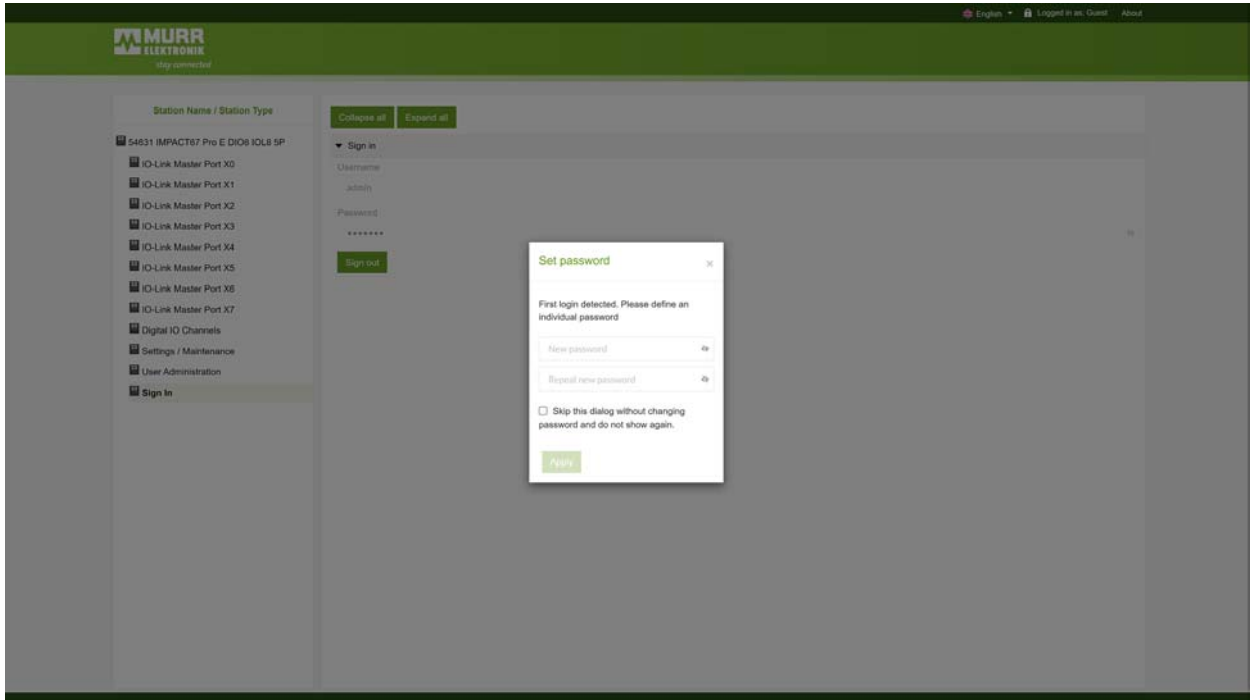 English
Logged in as: Guest
About
MURR
ELEKTRONIK
stay connected
Station Name / Station Type
54631 IMPACT67 Pro E DIO8 IOL8 5P
IO-Link Master Port X0
IO-Link Master Port X1
IO-Link Master Port X2
IO-Link Master Port X3
IO-Link Master Port X4
IO-Link Master Port X5
IO-Link Master Port X6
IO-Link Master Port X7
Digital IO Channels
Settings / Maintenance
User Administration
Sign In
Collapse all
Expand all
Sign in
Username
admin
Password
•••••••
Sign out
Set password
×
First login detected. Please define an
individual password
New password
Repeat new password
Skip this dialog without changing
password and do not show again.
Apply